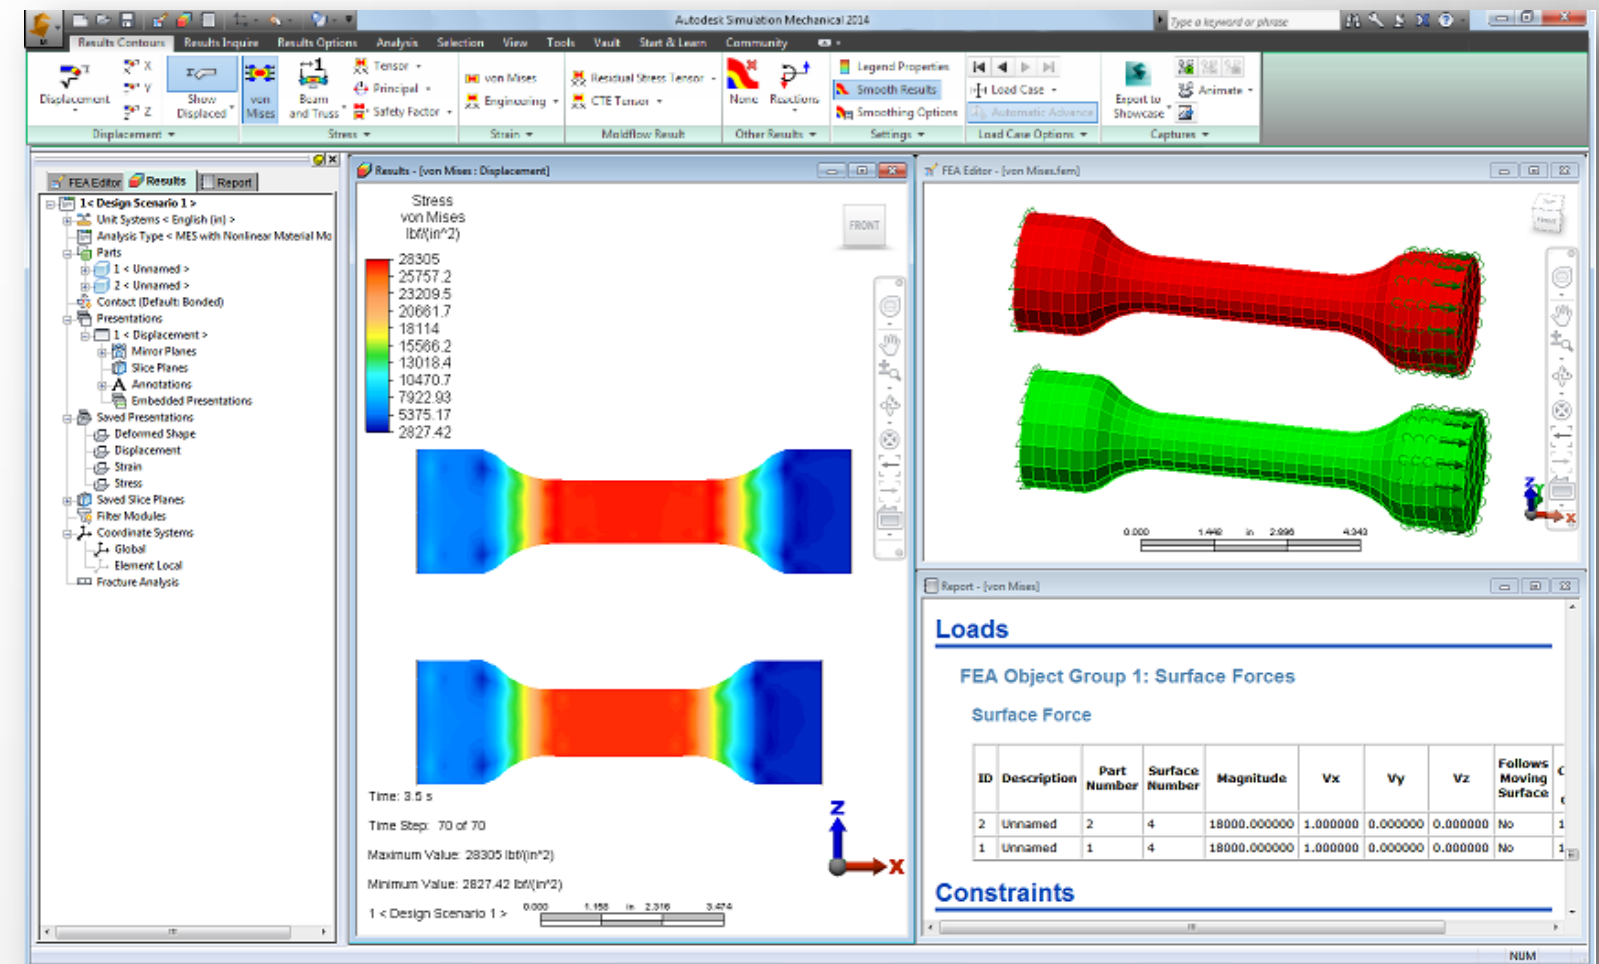 Autodesk Simulation Mechanical 2014
Type a keyword or phrase
Results Contours Results Inquire Results Options Analysis Selection View Tools Vault Start & Learn Community
Displacement
X
Y
Z
Displacement
Show Displaced
von Mises
Beam and Truss
Tensor
Principal
Safety Factor
Stress
von Mises
Engineering
Strain
Residual Stress Tensor
CTE Tensor
Moldflow Result
None
Reactions
Other Results
Legend Properties
Smooth Results
Smoothing Options
Settings
Load Case
Automatic Advance
Load Case Options
Export to Showcase
Animate
Captures
FEA Editor Results Report
1 < Design Scenario 1 >
Unit Systems < English (in) >
Analysis Type < MES with Nonlinear Material Mo
Parts
1 < Unnamed >
2 < Unnamed >
Contact (Default: Bonded)
Presentations
1 < Displacement >
Mirror Planes
Slice Planes
Annotations
Embedded Presentations
Saved Presentations
Deformed Shape
Displacement
Strain
Stress
Saved Slice Planes
Filter Modules
Coordinate Systems
Global
Element Local
Fracture Analysis
Results - [von Mises : Displacement]
Stress
von Mises
lbf/(in^2)
28305
25757.2
23209.5
20661.7
18114
15566.2
13018.4
10470.7
7922.93
5375.17
2827.42
FRONT
Time: 3.5 s
Time Step: 70 of 70
Maximum Value: 28305 lbf/(in^2)
Minimum Value: 2827.42 lbf/(in^2)
1 < Design Scenario 1 >
0.000 1.158 in 2.316 3.474
Z
X
FEA Editor - [von Mises.fem]
0.000 1.448 in 2.896 4.343
Z
Y
X
Report - [von Mises]
Loads
FEA Object Group 1: Surface Forces
Surface Force
ID Description Part Number Surface Number Magnitude Vx Vy Vz Follows Moving Surface
2 Unnamed 2 4 18000.000000 1.000000 0.000000 0.000000 No 1
1 Unnamed 1 4 18000.000000 1.000000 0.000000 0.000000 No 1
Constraints
NUM